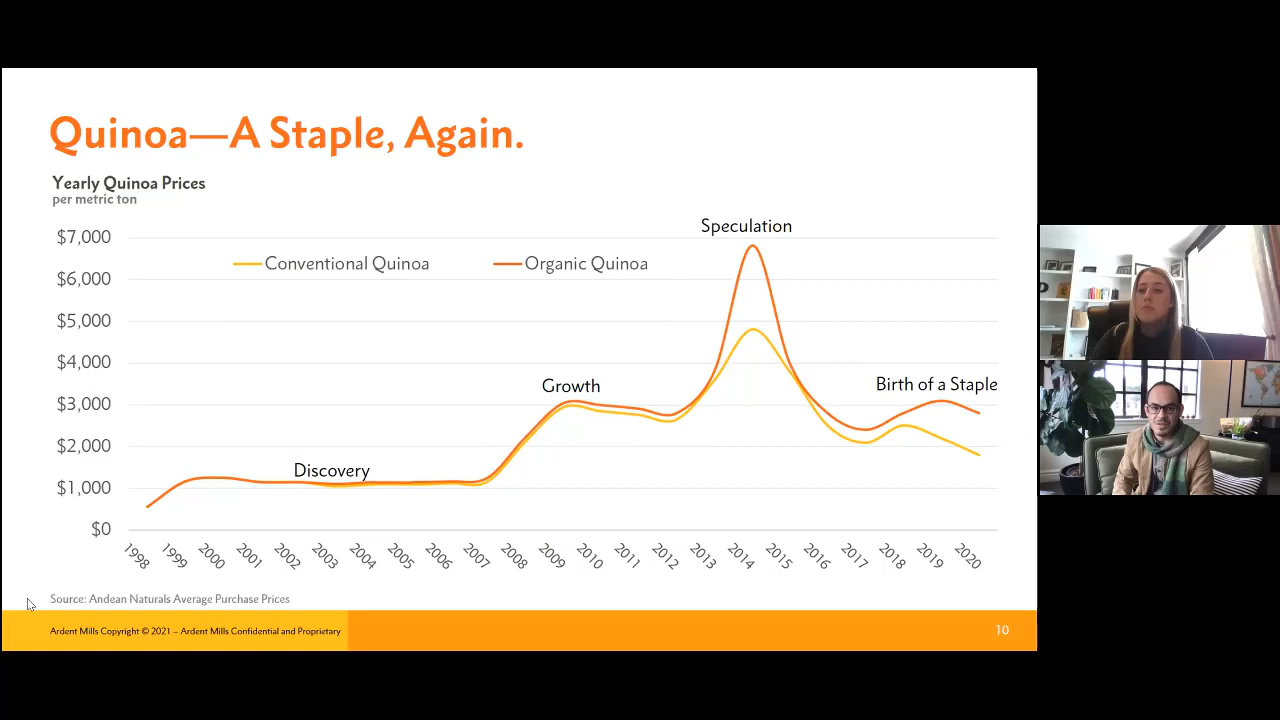 Quinoa—A Staple, Again.
Yearly Quinoa Prices
per metric ton
Speculation
$7,000
Conventional Quinoa
Organic Quinoa
$6,000
$5,000
$4,000
Growth
Birth of a Staple
$3,000
$2,000
Discovery
$1,000
$0
1998
1999
2000
2001
2002
2003
2004
2005
2006
2007
2008
2009
2010
2011
2012
2013
2014
2015
2016
2017
2018
2019
2020
Source: Andean Naturals Average Purchase Prices
Ardent Mills Copyright © 2021 – Ardent Mills Confidential and Proprietary
10